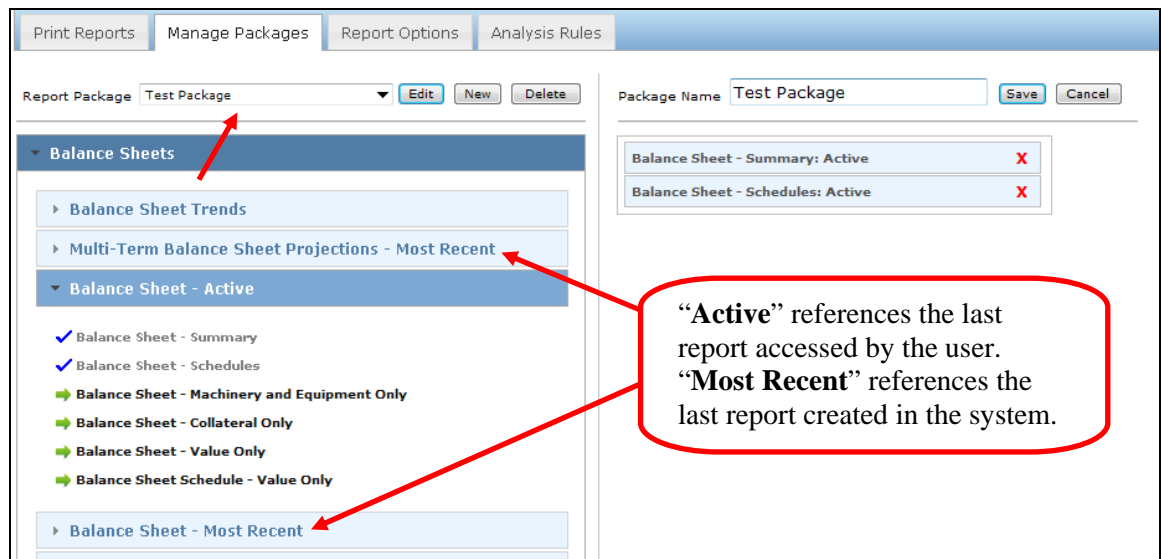 Print Reports Manage Packages Report Options Analysis Rules
Report Package Test Package Edit New Delete
Package Name Test Package Save Cancel
Balance Sheets
Balance Sheet Trends
Multi-Term Balance Sheet Projections - Most Recent
Balance Sheet - Active
Balance Sheet - Summary
Balance Sheet - Schedules
Balance Sheet - Machinery and Equipment Only
Balance Sheet - Collateral Only
Balance Sheet - Value Only
Balance Sheet Schedule - Value Only
Balance Sheet - Most Recent
Balance Sheet - Summary: Active X
Balance Sheet - Schedules: Active X
“Active” references the last
report accessed by the user.
“Most Recent” references the
last report created in the system.